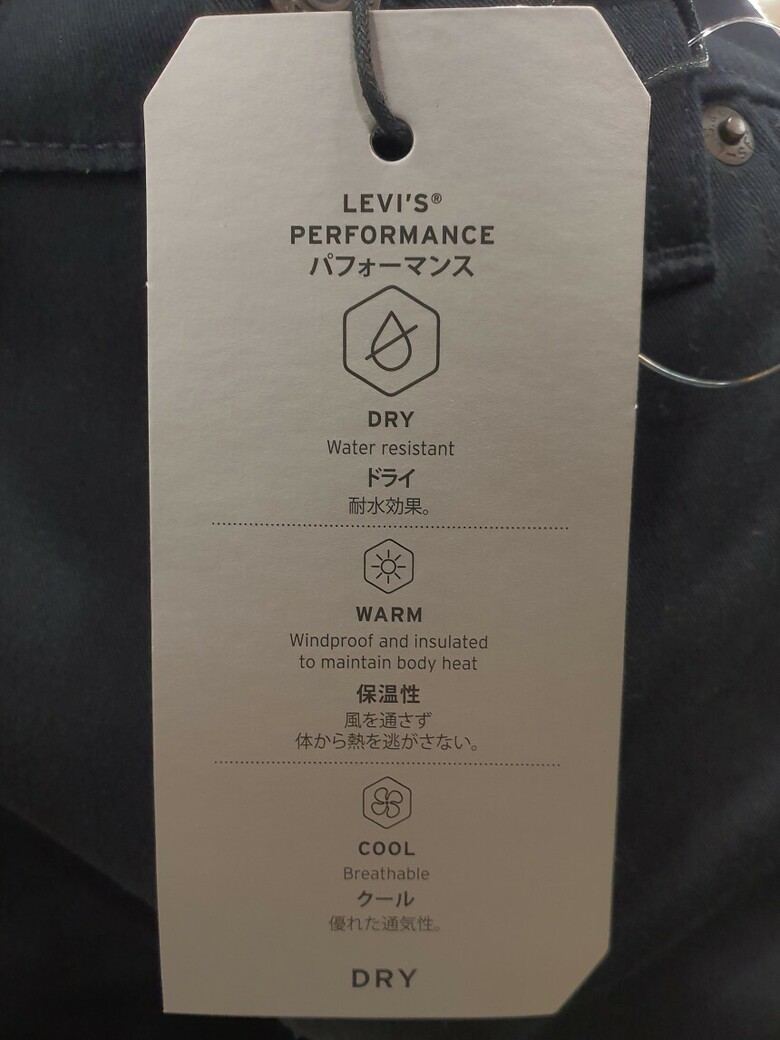 LEVI'S®
PERFORMANCE
パフォーマンス
DRY
Water resistant
ドライ
耐水効果。
WARM
Windproof and insulated
to maintain body heat
保温性
風を通さず
体から熱を逃がさない。
COOL
Breathable
クール
優れた通気性。
DRY